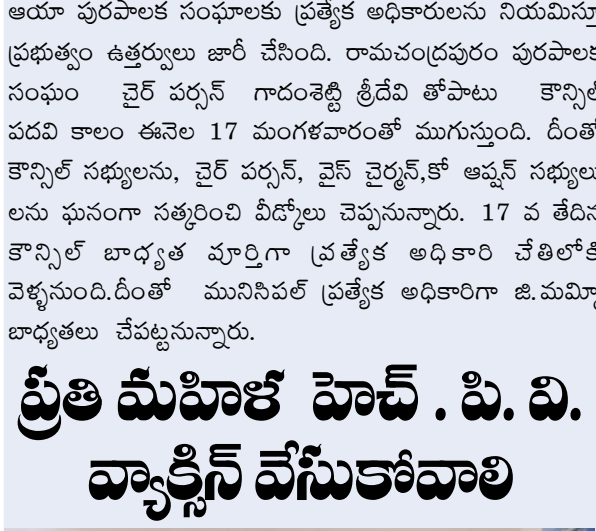 ఆయా పురపాలక సంఘాలకు ప్రత్యేక అధికారులను నియమిస్తూ
ప్రభుత్వం ఉత్తర్వులు జారీ చేసింది. రామచంద్రపురం పురపాలక
సంఘం చైర్ పర్సన్ గాదంశెట్టి శ్రీదేవి తోపాటు కౌన్సిల్
పదవి కాలం ఈనెల 17 మంగళవారంతో ముగుస్తుంది. దీంతో
కౌన్సిల్ సభ్యులను, చైర్ పర్సన్, వైస్ చైర్మన్,కో ఆప్షన్ సభ్యులు
లను ఘనంగా సత్కరించి వీడ్కోలు చెప్పనున్నారు. 17 వ తేదిన
కౌన్సిల్ బాధ్యత పూర్తిగా ప్రత్యేక అధికారి చేతిలోకి
వెళ్ళనుంది.దీంతో మునిసిపల్ ప్రత్యేక అధికారిగా జి.
బాధ్యతలు చేపట్టనున్నారు.
ప్రతి మహిళ హెచ్ . పి. వి.
వ్యాక్సిన్ వేసుకోవాలి